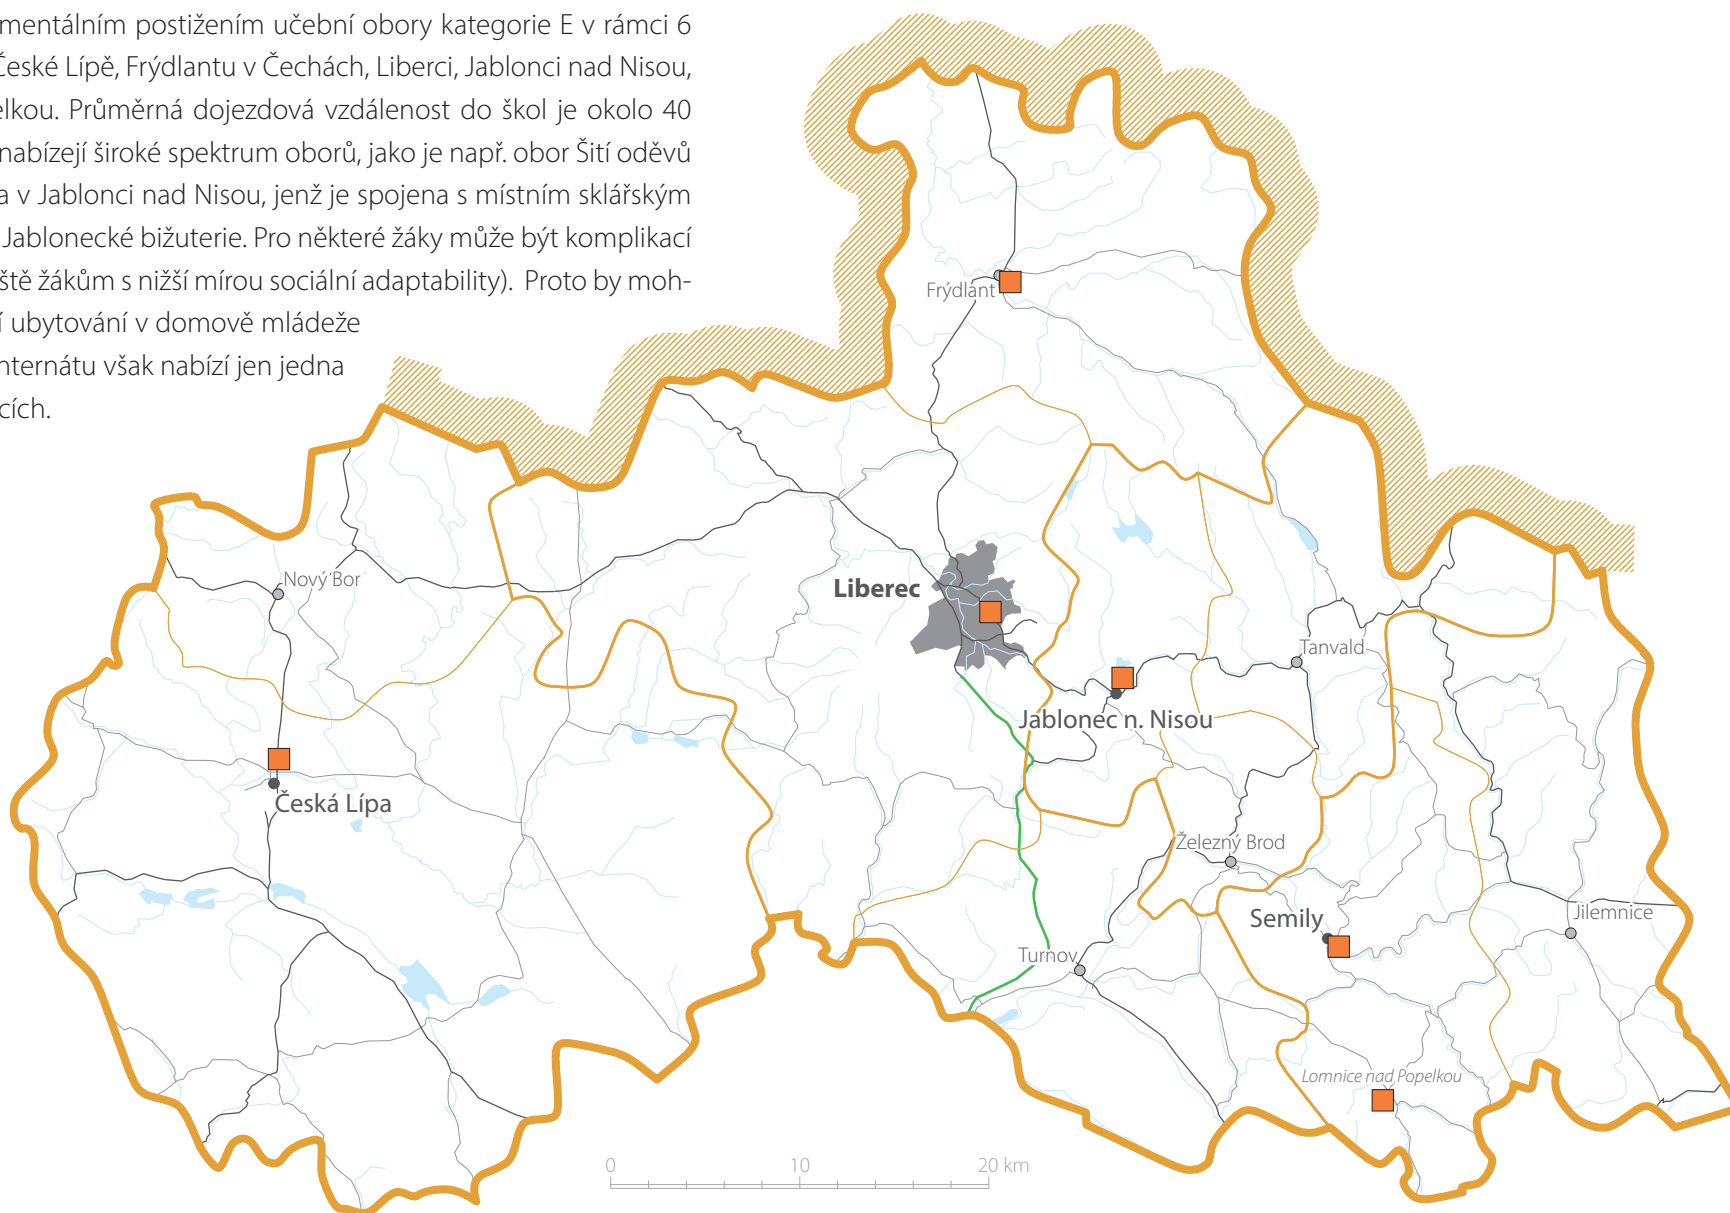 mentálním postižením učební obory kategorie E v rámci 6
České Lípě, Frýdlantu v Čechách, Liberci, Jablonci nad Nisou,
elkou. Průměrná dojezdová vzdálenost do škol je okolo 40
nabízejí široké spektrum oborů, jako je např. obor Šití oděvů
a v Jablonci nad Nisou, jenž je spojena s místním sklářským
Jablonecké bižuterie. Pro některé žáky může být komplikací
ště žákům s nižší mírou sociální adaptability). Proto by moh-
í ubytování v domově mládeže
internátu však nabízí jen jedna
cích.
Frýdlant
Nový Bor
Liberec
Tanvald
Jablonec n. Nisou
Česká Lípa
Železný Brod
Semily
Jilemnice
Turnov
Lomnice nad Popelkou
0 10 20 km